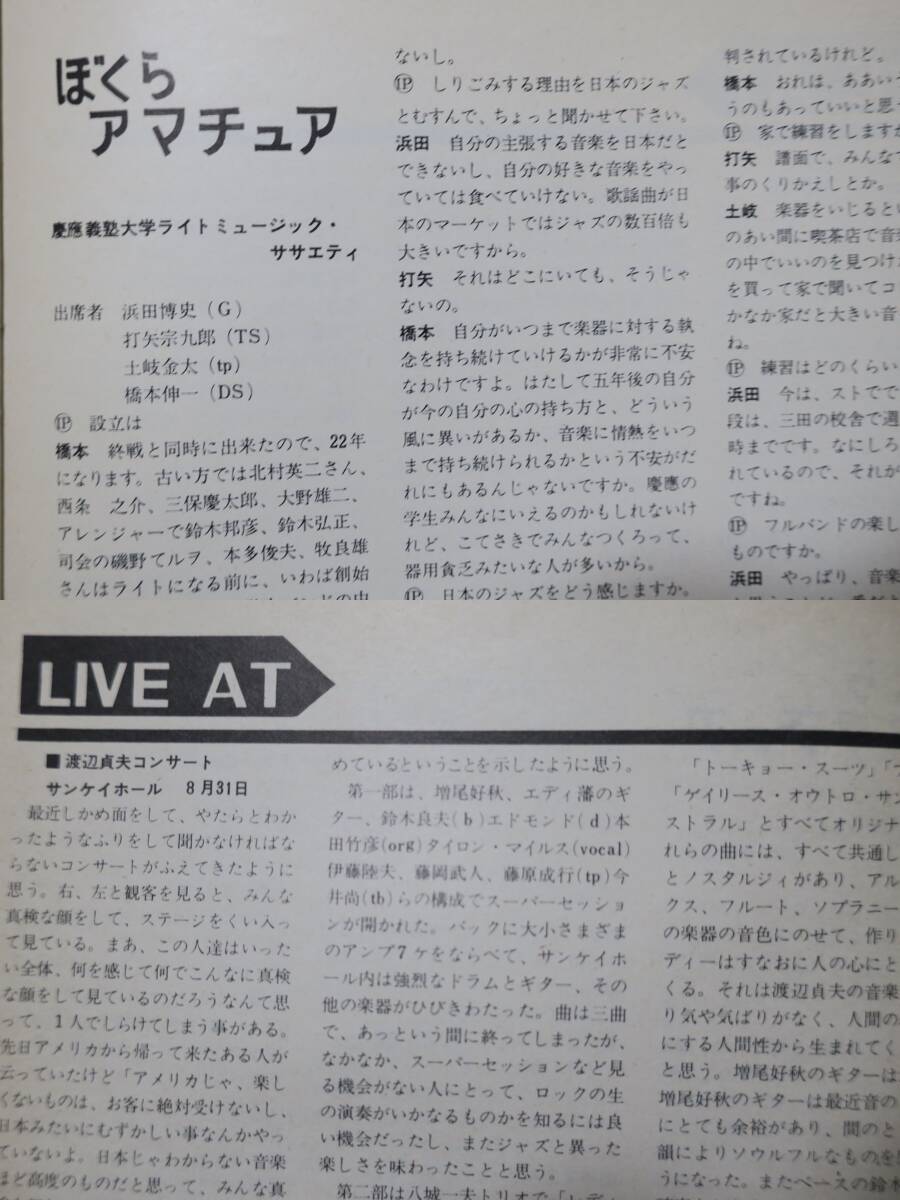 ぼくら
アマチュア
慶應義塾大学ライトミュージック・
ササエティ
出席者 浜田博史(G)
打矢宗九郎(TS)
土岐金太(tp)
橋本伸一(DS)
JP 設立は
橋本 終戦と同時に出来たので、22年
になります。古い方では北村英二さん、
西条 之介、三保慶太郎、大野雄二、
アレンジャーで鈴木邦彦、鈴木弘正、
司会の磯野てルヲ、本多俊夫、牧良雄
さんはライトになる前に、いわば創始
ないし。
JP しりごみする理由を日本のジャズ
とむすんで、ちょっと聞かせて下さい。
浜田 自分の主張する音楽を日本だと
できないし、自分の好きな音楽をやっ
ていては食べていけない。歌謡曲が日
本のマーケットではジャズの数百倍も
大きいですから。
打矢 それはどこにいても、そうじゃ
ないの。
橋本 自分がいつまで楽器に対する執
念を持ち続けていけるかが非常に不安
なわけですよ。はたして五年後の自分
が今の自分の心の持ち方と、どういう
風に異いがあるか、音楽に情熱をいつ
まで持ち続けられるかという不安がだ
れにもあるんじゃないですか。慶應の
学生みんなにいえるのかもしれないけ
れど、こてさきでみんなつくろって、
器用貧乏みたいな人が多いから。
JP 日本のジャズをどう感じますか。
判されているけれど。
橋本 おれは、ああいう
うのもあっていいと思
JP 家で練習をしますか
打矢 譜面で、みんな
事のくりかえしとか。
土岐 楽器をいじると
のあい間に喫茶店で音
の中でいいのを見つけ
を買って家で聞いてコ
かなか家だと大きい音
ね。
JP 練習はどのくらい
浜田 今は、ストでで
段は、三田の校舎で週
時までです。なにしろ
れているので、それが
ですね。
JP フルバンドの楽し
ものですか。
浜田 やっぱり、音楽
LIVE AT
■渡辺貞夫コンサート
サンケイホール 8月31日
最近しかめ面をして、やたらとわか
ったようなふりをして聞かなければな
らないコンサートがふえてきたように
思う。右、左と観客を見ると、みんな
真検な顔をして、ステージをくい入っ
て見ている。まあ、この人達はいった
い全体、何を感じて何でこんなに真検
な顔をして見ているのだろうなんて思
って、1人でしらけてしまう事がある。
先日アメリカから帰って来たある人が
云っていたけど「アメリカじゃ、楽し
くないものは、お客に絶対受けないし、
日本みたいにむずかしい事なんかやっ
ていないよ。日本じゃわからない音楽
ほど高度のものだと思って、みんな真
めているということを示したように思う。
第一部は、増尾好秋、エディ藩のギ
ター、鈴木良夫(b)エドモンド(d)本
田竹彦(org)タイロン・マイルス(vocal)
伊藤陸夫、藤岡武人、藤原成行(tp)今
井尚(tb)らの構成でスーパーセッショ
ンが開かれた。バックに大小さまざま
のアンプ7ケをならべて、サンケイホ
ール内は強烈なドラムとギター、その
他の楽器がひびきわたった。曲は三曲
で、あっという間に終ってしまったが、
なかなか、スーパーセッションなど見
る機会がない人にとって、ロックの生
の演奏がいかなるものかを知るには良
い機会だったし、またジャズと異った
楽しさを味わったことと思う。
第二部は八城一夫トリオで「レディ
「トーキョー・スーツ」「
「ゲイリース・オウトロ・サン
ストラル」とすべてオリジナ
れらの曲には、すべて共通し
とノスタルジィがあり、アル
クス、フルート、ソプラニー
の楽器の音色にのせて、作り
ディーはすなおに人の心にと
くる。それは渡辺貞夫の音楽
り気や気ばりがなく、人間の
にする人間性から生まれてく
と思う。増尾好秋のギターは
増尾好秋のギターは最近音の
にとても余裕があり、間のと
韻によりソウルフルなものを
うになった。またベースの鈴